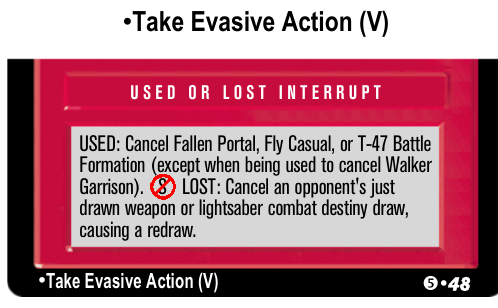 •Take Evasive Action (V)
USED OR LOST INTERRUPT
USED: Cancel Fallen Portal, Fly Casual, or T-47 Battle
Formation (except when being used to cancel Walker
Garrison). 8 LOST: Cancel an opponent's just
drawn weapon or lightsaber combat destiny draw,
causing a redraw.
•Take Evasive Action (V) 5•48